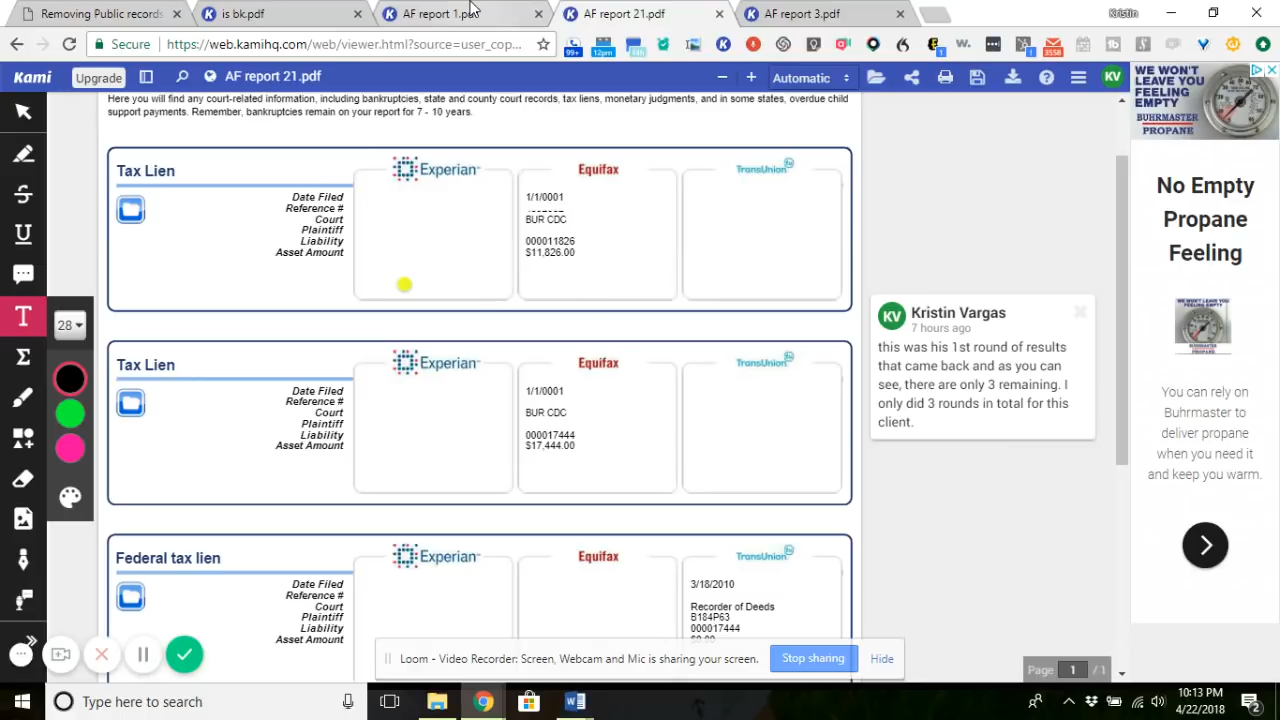 Removing Public records
is bk.pdf
AF report 1.pdf
AF report 21.pdf
AF report 3.pdf
Kristin
Secure
https://web.kamihq.com/web/viewer.html?source=user_cop...
99+
12pm
1
3558
1
Kami
Upgrade
AF report 21.pdf
Automatic
KV
Here you will find any court-related information, including bankruptcies, state and county court records, tax liens, monetary judgments, and in some states, overdue child
support payments. Remember, bankruptcies remain on your report for 7 - 10 years.
Tax Lien
Experian
Equifax
TransUnion
Date Filed
Reference #
Court
Plaintiff
Liability
Asset Amount
1/1/0001
BUR CDC
000011826
$11,826.00
Tax Lien
Experian
Equifax
TransUnion
Date Filed
Reference #
Court
Plaintiff
Liability
Asset Amount
1/1/0001
BUR CDC
000017444
$17,444.00
Federal tax lien
Experian
Equifax
TransUnion
Date Filed
Reference #
Court
Plaintiff
Liability
Asset Amount
3/18/2010
Recorder of Deeds
B184P63
000017444
$0.00
28
T
KV
Kristin Vargas
7 hours ago
this was his 1st round of results
that came back and as you can
see, there are only 3 remaining. I
only did 3 rounds in total for this
client.
WE WON'T
LEAVE YOU
FEELING
EMPTY
BUHRMASTER
PROPANE
No Empty
Propane
Feeling
You can rely on
Buhrmaster to
deliver propane
when you need it
and keep you warm.
Loom - Video Recorder: Screen, Webcam and Mic is sharing your screen.
Stop sharing
Hide
Page 1 / 1
Type here to search
10:13 PM
4/22/2018
2